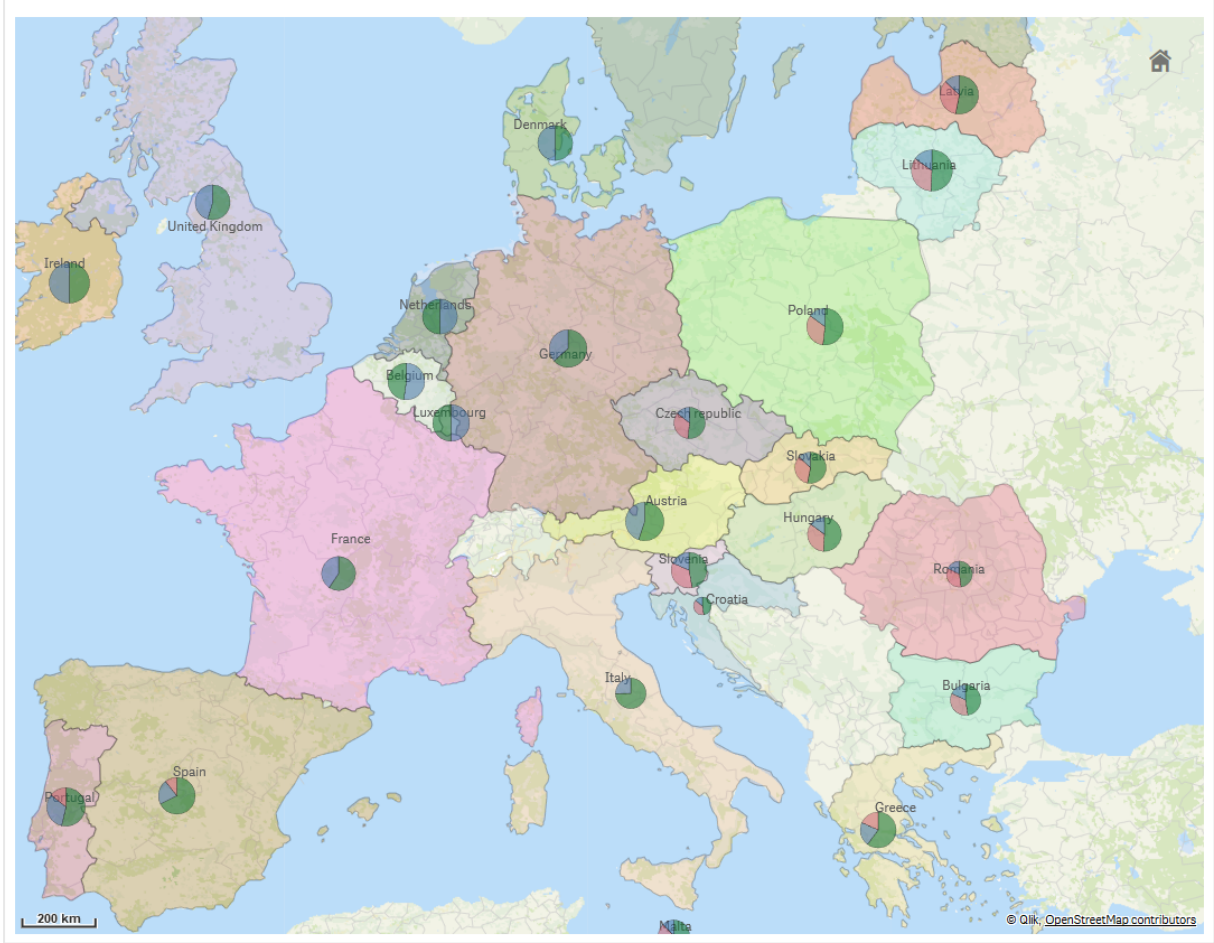 Latvia
Denmark
Lithuania
United Kingdom
Ireland
Netherlands
Poland
Germany
Belgium
Luxembourg
Czech republic
Slovakia
Austria
Hungary
France
Slovenia
Romania
Croatia
Italy
Bulgaria
Spain
Portugal
Greece
200 km
© Qlik, OpenStreetMap contributors
Malta